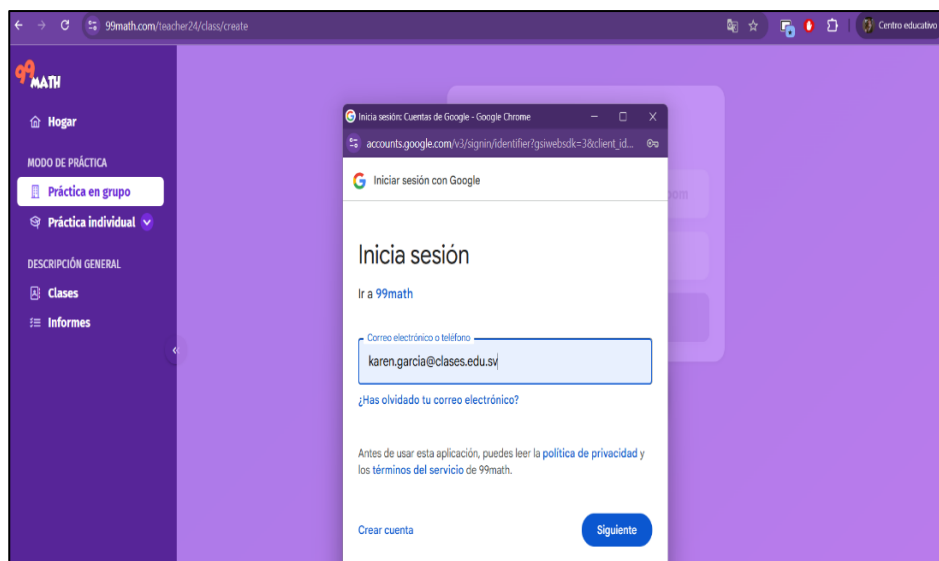 99math.com/teacher24/class/create
Centro educativo
99
MATH
Hogar
MODO DE PRÁCTICA
Práctica en grupo
Práctica individual
DESCRIPCIÓN GENERAL
Clases
Informes
Inicia sesión: Cuentas de Google - Google Chrome
accounts.google.com/v3/signin/identifier?gsiwebsdk=3&client_id...
Iniciar sesión con Google
Inicia sesión
Ir a 99math
Correo electrónico o teléfono
karen.garcia@clases.edu.sv
¿Has olvidado tu correo electrónico?
Antes de usar esta aplicación, puedes leer la política de privacidad y
los términos del servicio de 99math.
Crear cuenta
Siguiente